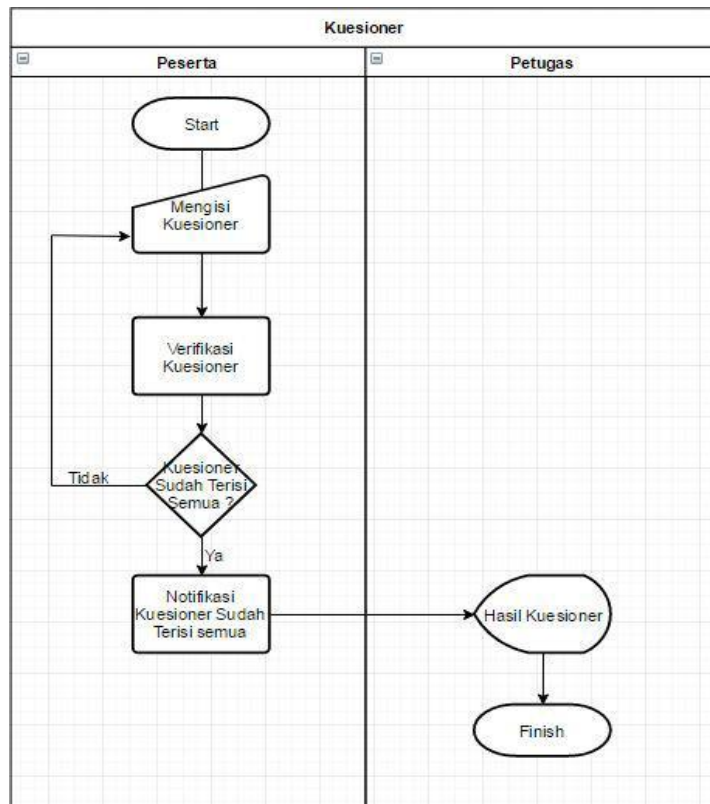 Kuesioner
Peserta
Petugas
Start
Mengisi
Kuesioner
Verifikasi
Kuesioner
Kuesioner
Sudah Terisi
Semua ?
Tidak
Ya
Notifikasi
Kuesioner Sudah
Terisi semua
Hasil Kuesioner
Finish